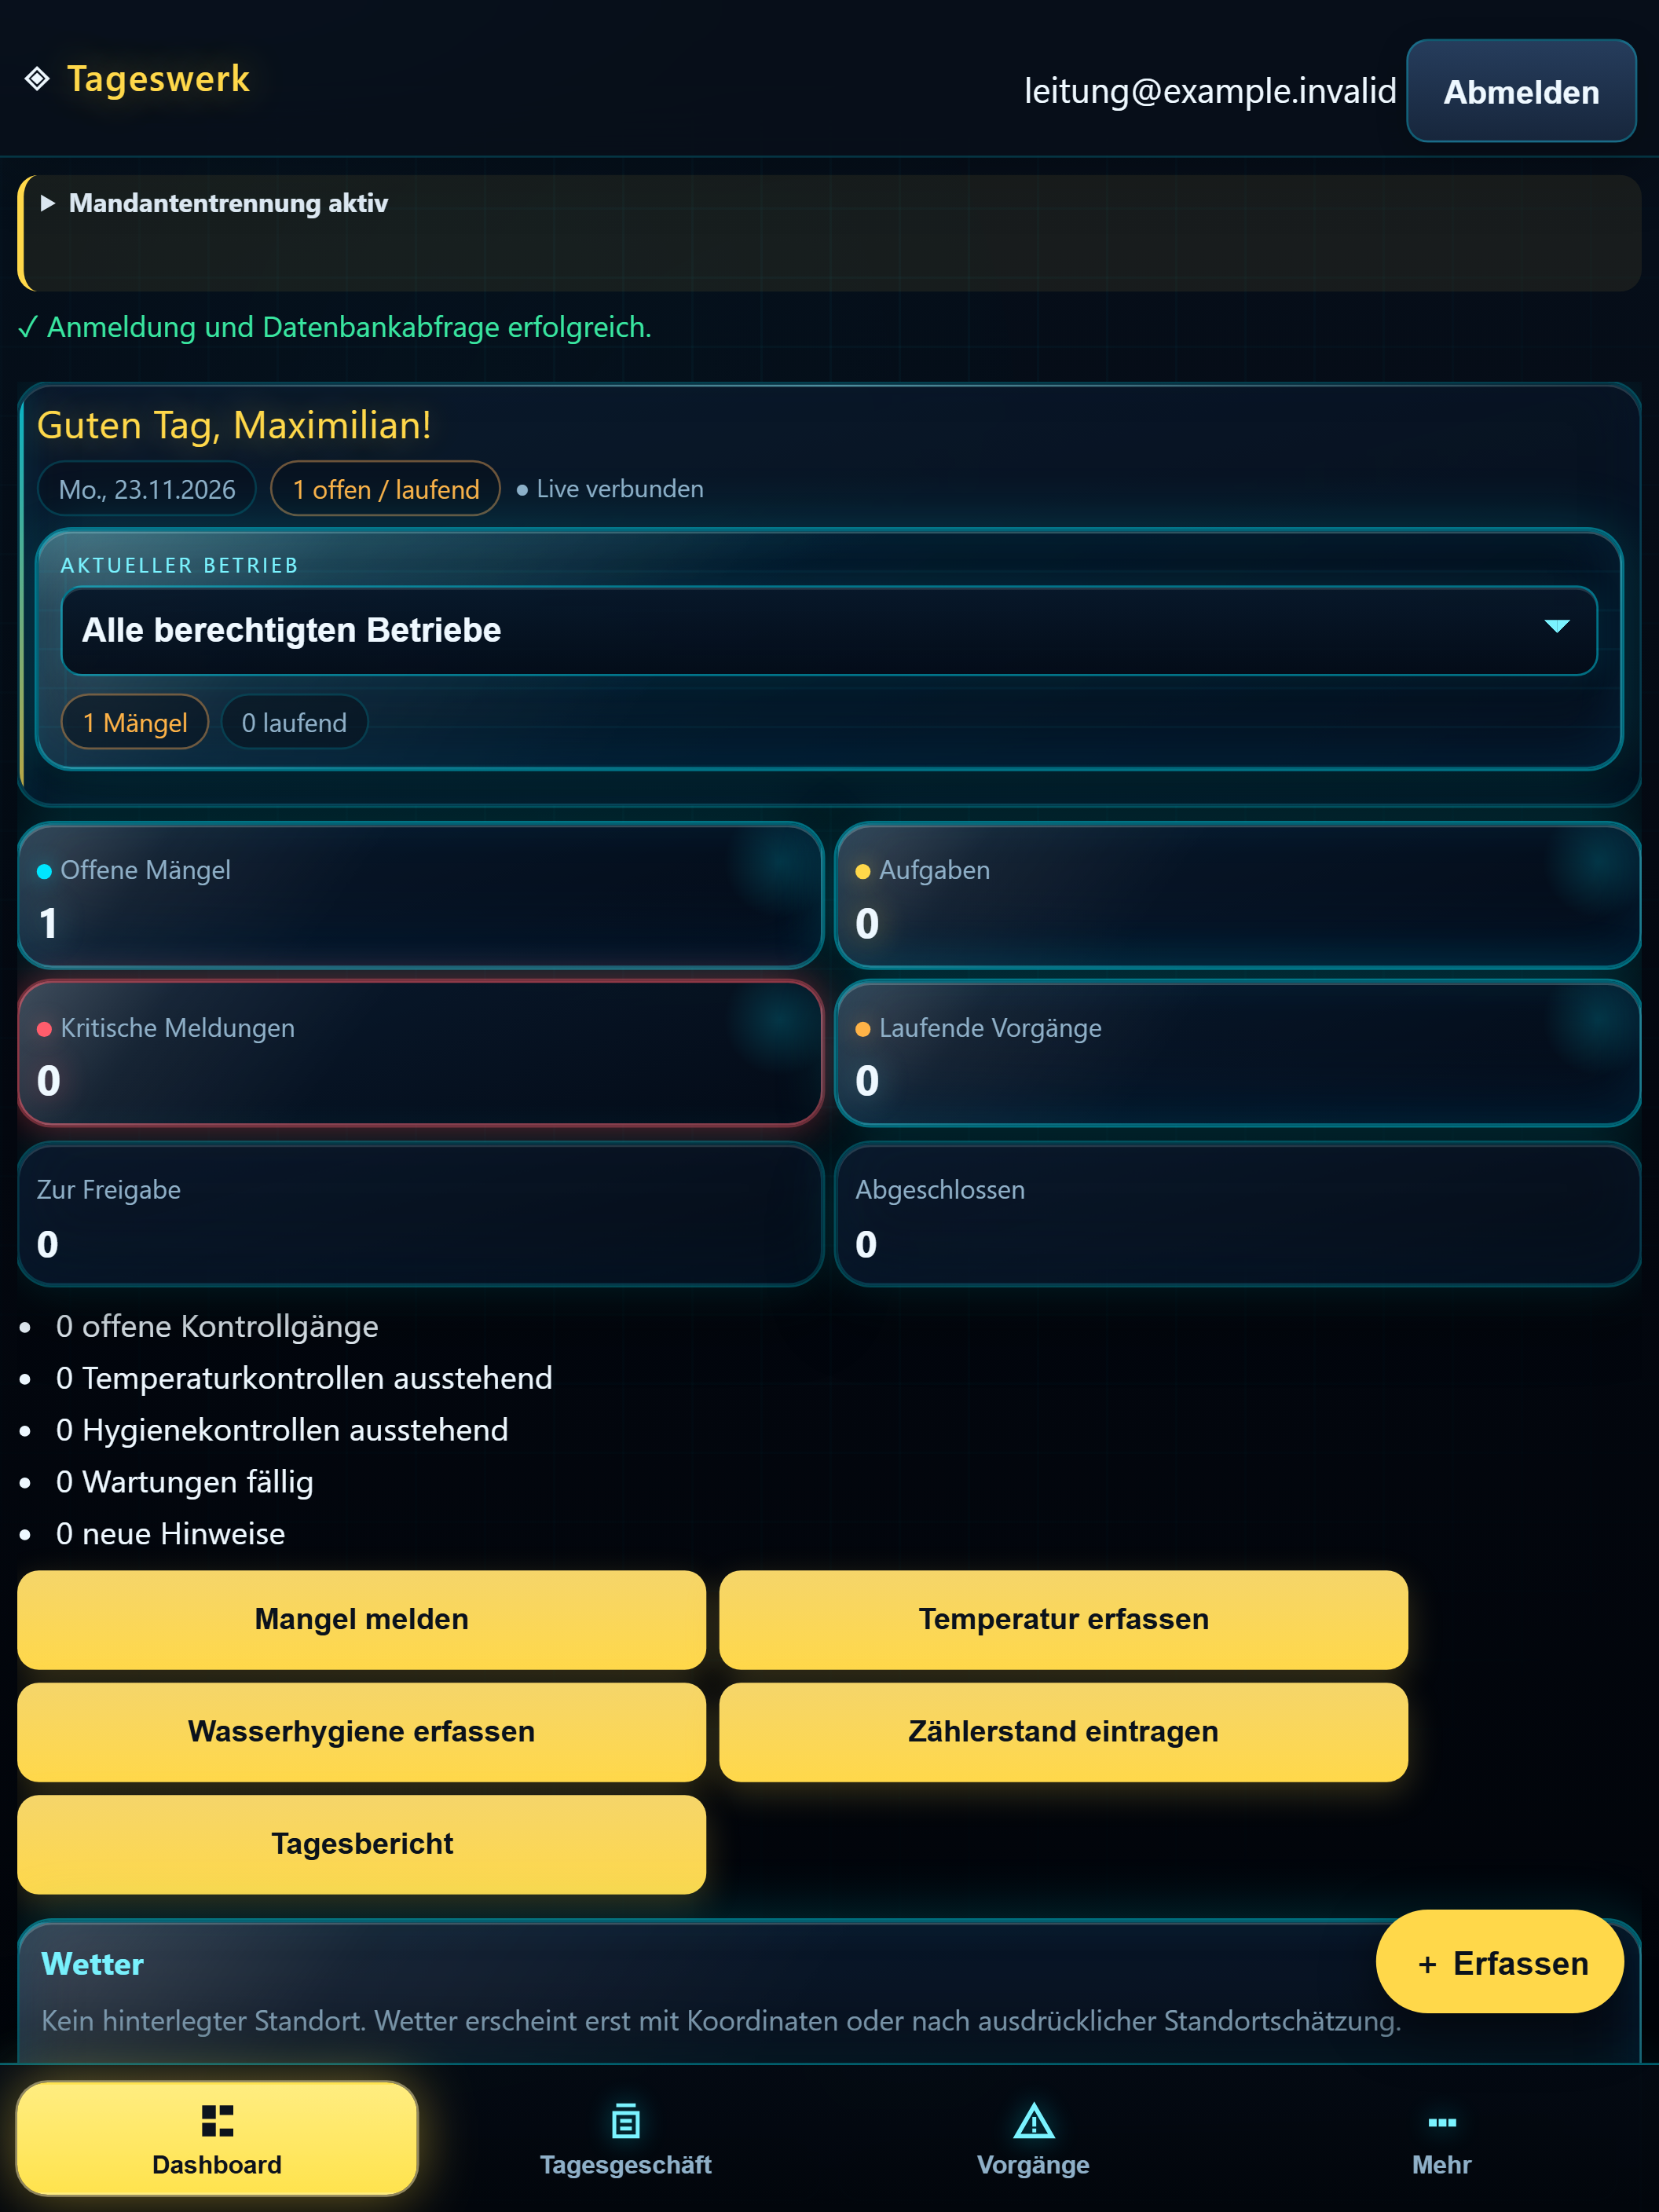 Tageswerk
leitung@example.invalid
Abmelden
Mandantentrennung aktiv
✓ Anmeldung und Datenbankabfrage erfolgreich.
Guten Tag, Maximilian!
Mo., 23.11.2026
1 offen / laufend
Live verbunden
AKTUELLER BETRIEB
Alle berechtigten Betriebe
1 Mängel
0 laufend
Offene Mängel
1
Aufgaben
0
Kritische Meldungen
0
Laufende Vorgänge
0
Zur Freigabe
0
Abgeschlossen
0
• 0 offene Kontrollgänge
• 0 Temperaturkontrollen ausstehend
• 0 Hygienekontrollen ausstehend
• 0 Wartungen fällig
• 0 neue Hinweise
Mangel melden
Temperatur erfassen
Wasserhygiene erfassen
Zählerstand eintragen
Tagesbericht
Wetter
+ Erfassen
Kein hinterlegter Standort. Wetter erscheint erst mit Koordinaten oder nach ausdrücklicher Standortschätzung.
Dashboard
Tagesgeschäft
Vorgänge
Mehr